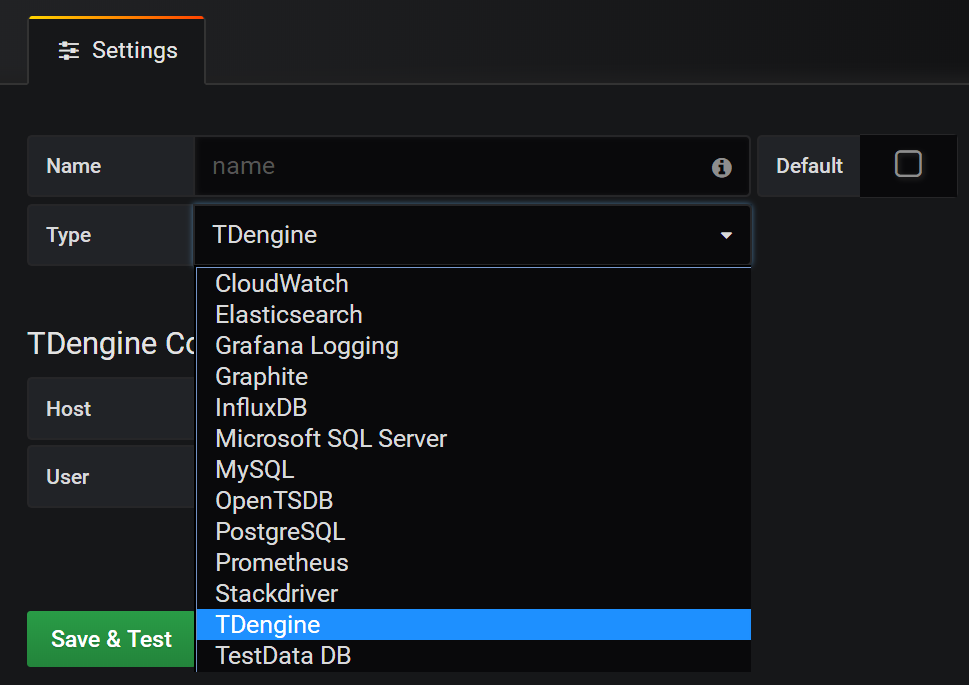 Settings
Name name Default
Type TDengine
CloudWatch
Elasticsearch
Grafana Logging
TDengine Co
Graphite
InfluxDB
Host
Microsoft SQL Server
MySQL
User
OpenTSDB
PostgreSQL
Prometheus
Stackdriver
TDengine
Save & Test
TestData DB